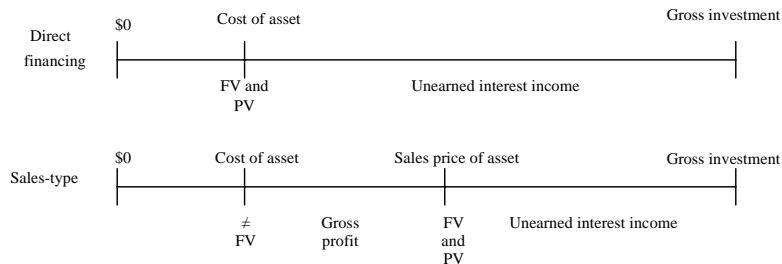 $0 Cost of asset Gross investment
Direct
financing
FV and Unearned interest income
PV
$0 Cost of asset Sales price of asset Gross investment
Sales-type
≠ Gross FV Unearned interest income
FV profit and
PV